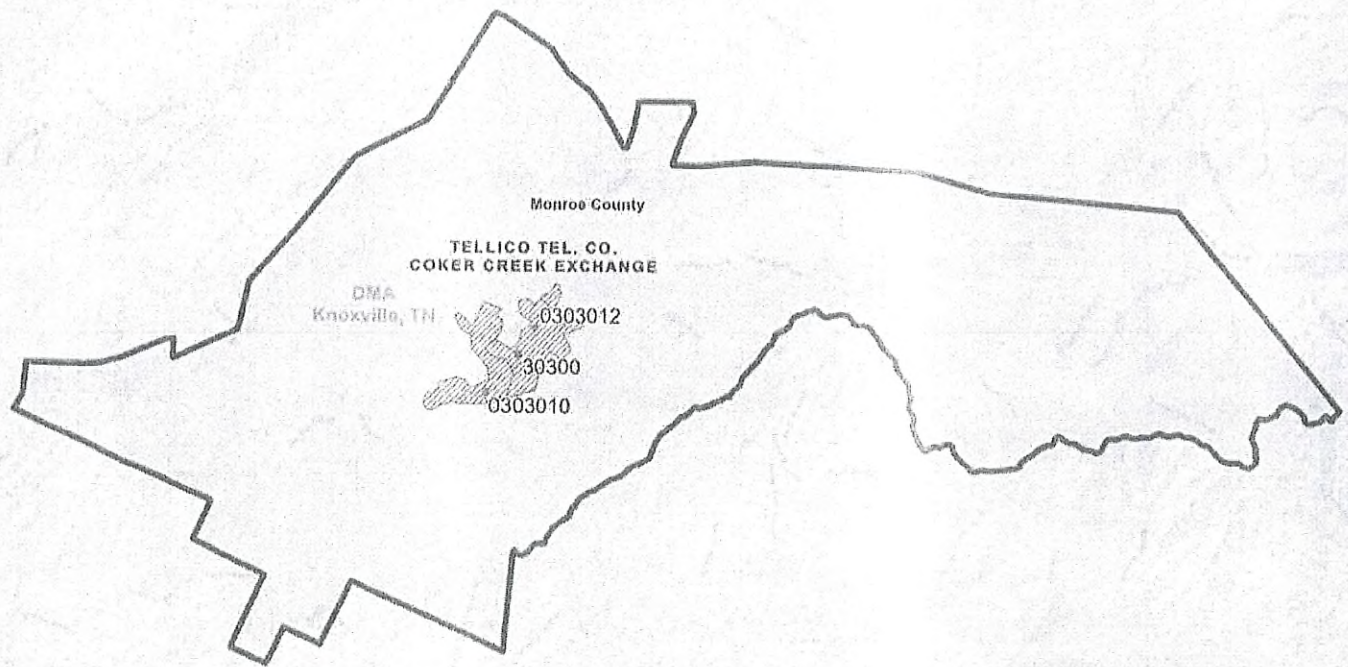 Monroe County
TELLICO TEL. CO.
COKER CREEK EXCHANGE
DMA
Knoxville, TN
0303012
30300
0303010